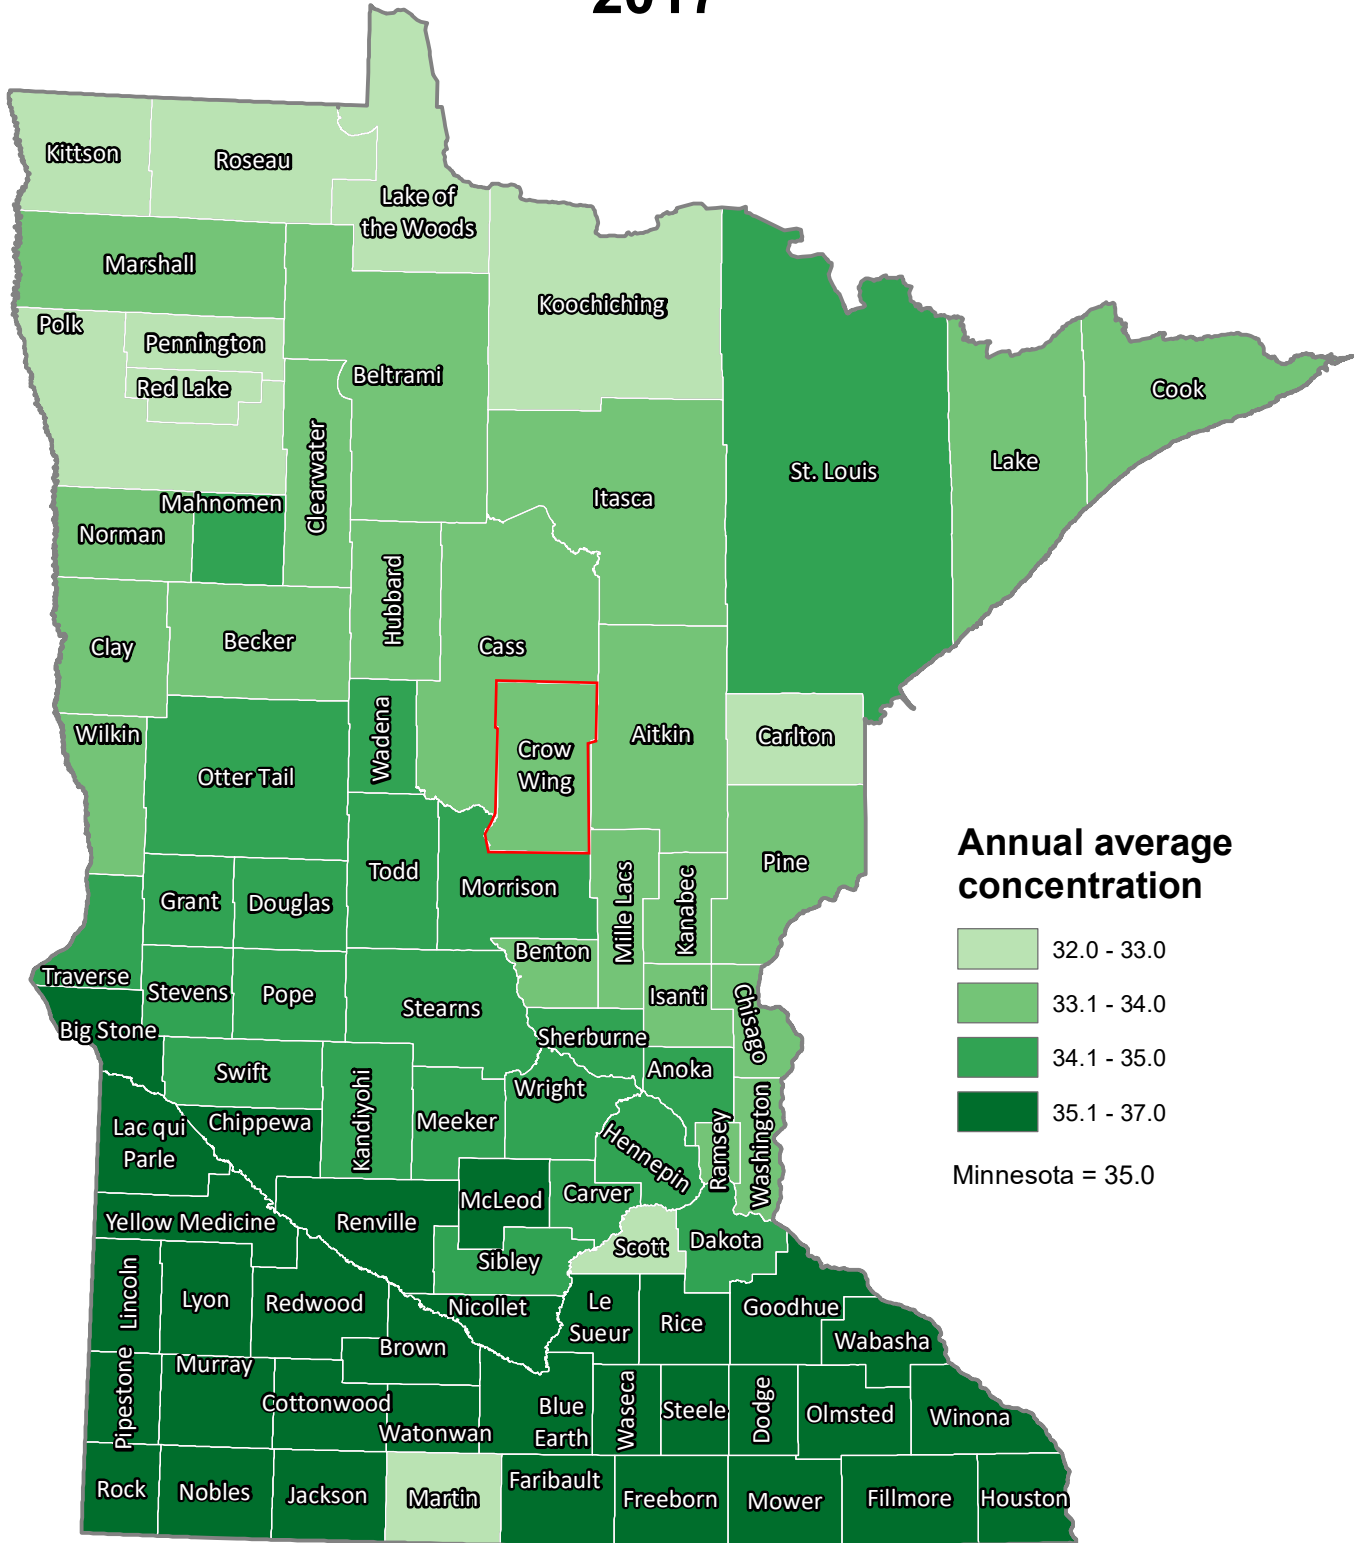 2017
Kittson
Roseau
Lake of
the Woods
Marshall
Koochiching
Polk
Pennington
Red Lake
Beltrami
Cook
Clearwater
Lake
St. Louis
Itasca
Mahnomen
Norman
Hubbard
Clay
Becker
Cass
Wilkin
Wadena
Aitkin
Carlton
Crow
Wing
Otter Tail
Todd
Morrison
Pine
Mille Lacs
Kanabec
Grant
Douglas
Benton
Traverse
Stevens
Pope
Stearns
Isanti
Chisago
Big Stone
Sherburne
Swift
Anoka
Kandiyohi
Wright
Meeker
Chippewa
Lac qui
Parle
Hennepin
Ramsey
Washington
McLeod
Carver
Yellow Medicine
Renville
Scott
Dakota
Sibley
Lincoln
Lyon
Redwood
Nicollet
Le
Sueur
Rice
Goodhue
Brown
Wabasha
Pipestone
Murray
Cottonwood
Watonwan
Blue
Earth
Waseca
Steele
Dodge
Olmsted
Winona
Rock
Nobles
Jackson
Martin
Faribault
Freeborn
Mower
Fillmore
Houston
Annual average
concentration
32.0 - 33.0
33.1 - 34.0
34.1 - 35.0
35.1 - 37.0
Minnesota = 35.0